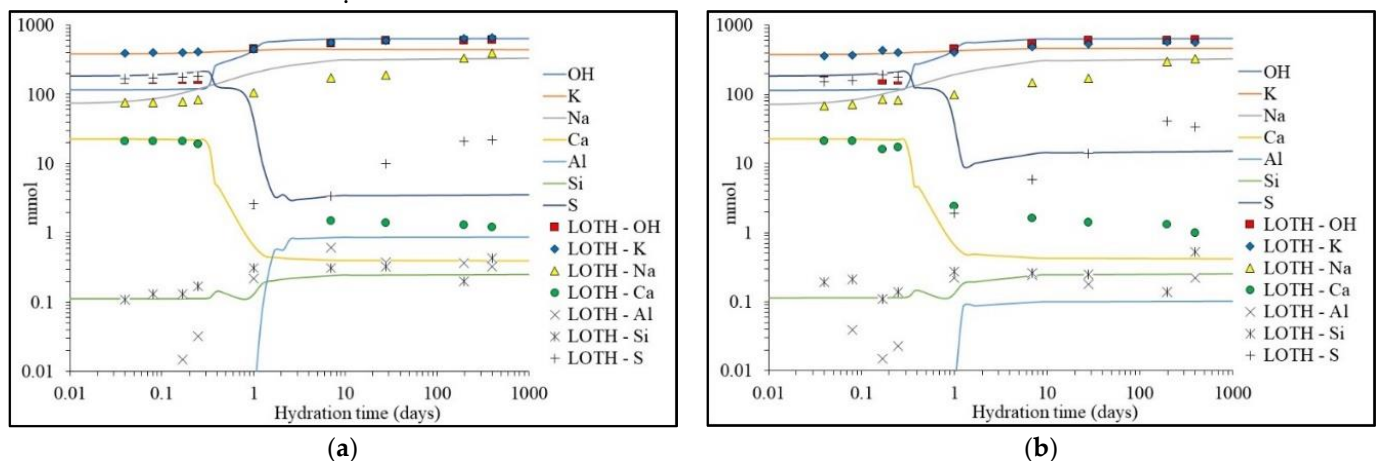 1000
100
10
1
0.1
0.01
mmol
0.01 0.1 1 10 100 1000
Hydration time (days)
OH
K
Na
Ca
Al
Si
S
LOTH - OH
LOTH - K
LOTH - Na
LOTH - Ca
LOTH - Al
LOTH - Si
LOTH - S
(a)
1000
100
10
1
0.1
0.01
mmol
0.01 0.1 1 10 100 1000
Hydration time (days)
OH
K
Na
Ca
Al
Si
S
LOTH - OH
LOTH - K
LOTH - Na
LOTH - Ca
LOTH - Al
LOTH - Si
LOTH - S
(b)